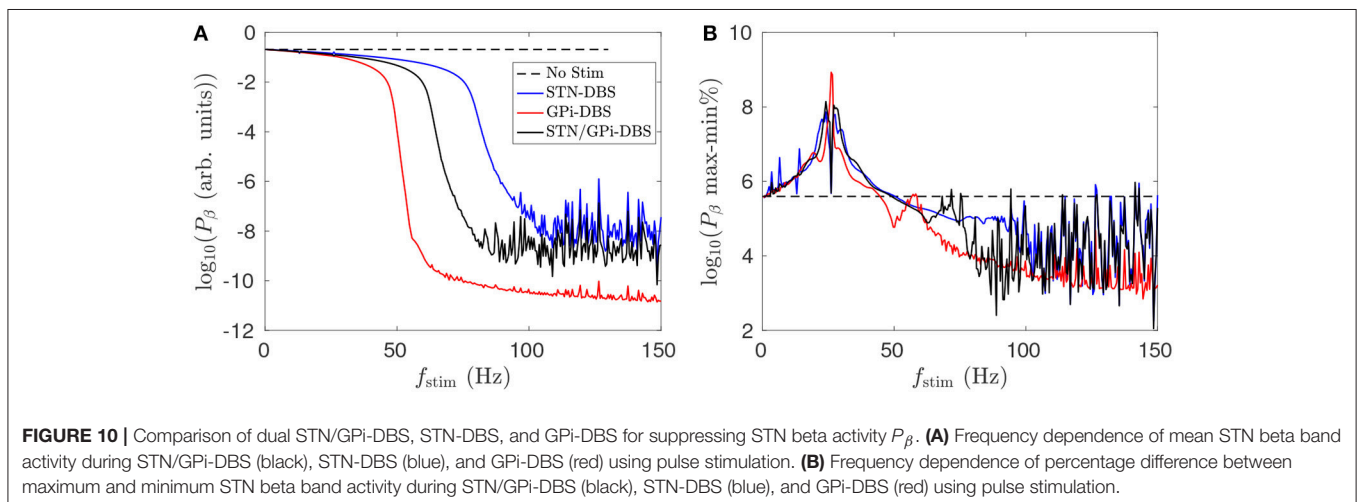 A
0
-2
-4
-6
-8
-10
-12
log10(Pβ (arb. units))
0 50 100 150
fstim (Hz)
No Stim
STN-DBS
GPi-DBS
STN/GPi-DBS
B
10
8
6
4
2
log10(Pβ max-min%)
0 50 100 150
fstim (Hz)
FIGURE 10 | Comparison of dual STN/GPi-DBS, STN-DBS, and GPi-DBS for suppressing STN beta activity Pβ. (A) Frequency dependence of mean STN beta band
activity during STN/GPi-DBS (black), STN-DBS (blue), and GPi-DBS (red) using pulse stimulation. (B) Frequency dependence of percentage difference between
maximum and minimum STN beta band activity during STN/GPi-DBS (black), STN-DBS (blue), and GPi-DBS (red) using pulse stimulation.